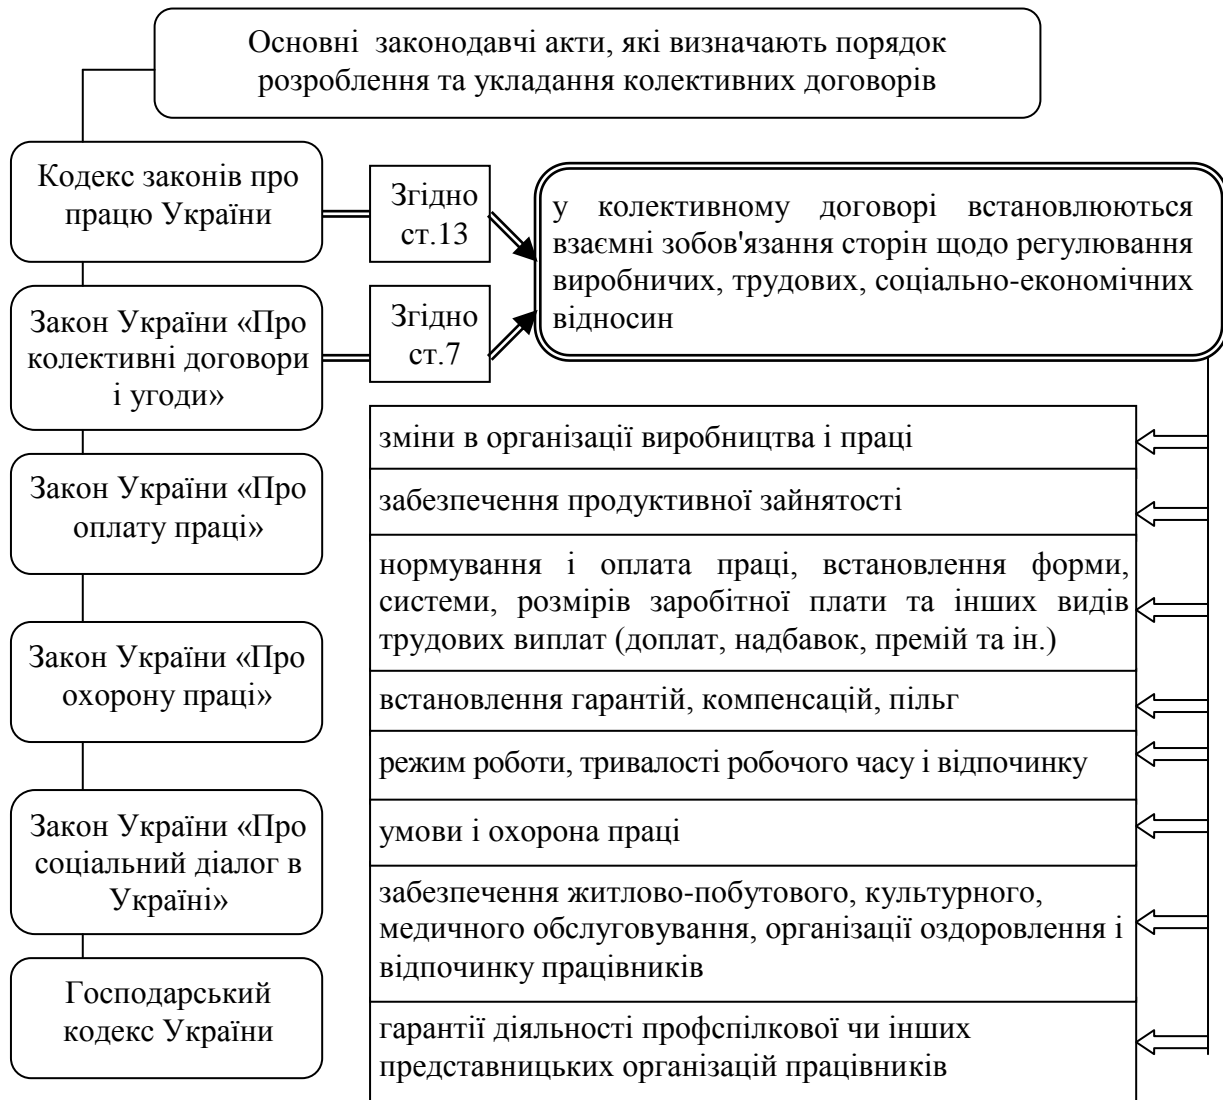 Основні законодавчі акти, які визначають порядок
розроблення та укладання колективних договорів
Кодекс законів про
працю України
Згідно
ст.13
у колективному договорі встановлюються
взаємні зобов'язання сторін щодо регулювання
виробничих, трудових, соціально-економічних
відносин
Закон України «Про
колективні договори
і угоди»
Згідно
ст.7
Закон України «Про
оплату праці»
Закон України «Про
охорону праці»
Закон України «Про
соціальний діалог в
Україні»
Господарський
кодекс України
зміни в організації виробництва і праці
забезпечення продуктивної зайнятості
нормування і оплата праці, встановлення форми,
системи, розмірів заробітної плати та інших видів
трудових виплат (доплат, надбавок, премій та ін.)
встановлення гарантій, компенсацій, пільг
режим роботи, тривалості робочого часу і відпочинку
умови і охорона праці
забезпечення житлово-побутового, культурного,
медичного обслуговування, організації оздоровлення і
відпочинку працівників
гарантії діяльності профспілкової чи інших
представницьких організацій працівників